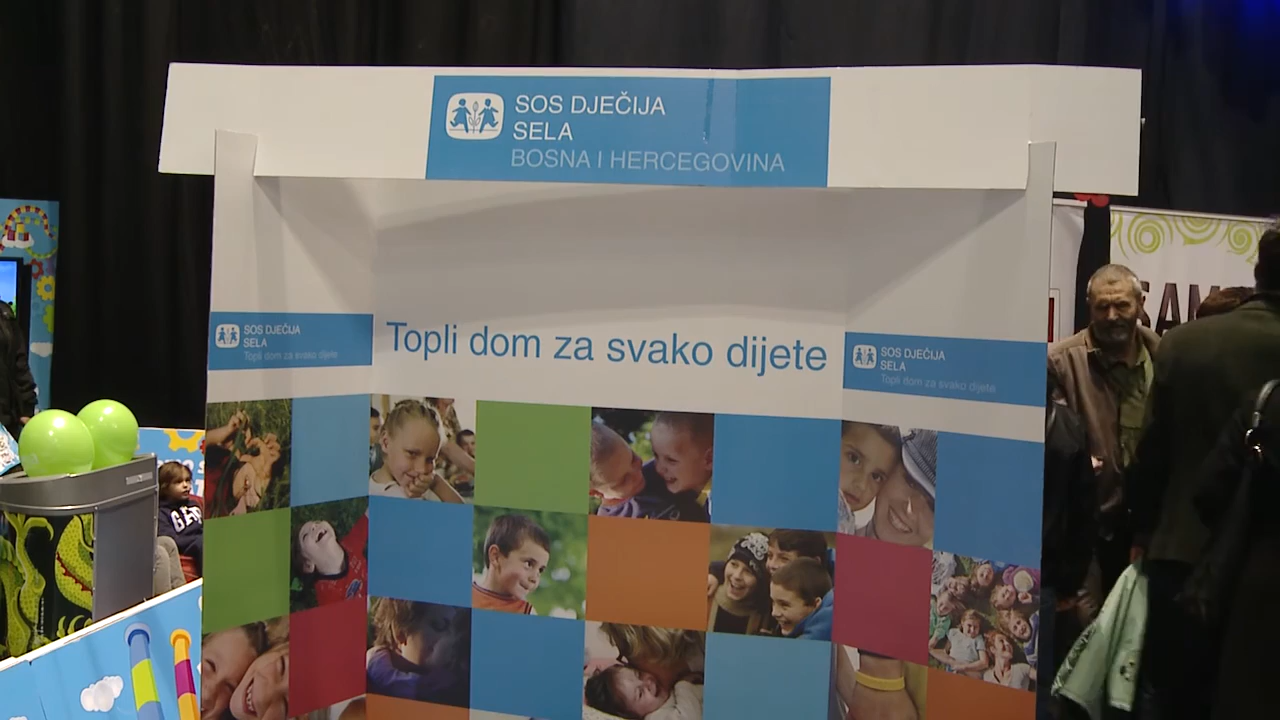 SOS DJEČIJA
SELA
BOSNA I HERCEGOVINA
Topli dom za svako dijete
SOS DJEČIJA
SELA
Topli dom za svako dijete
SOS DJEČIJA
SELA
Topli dom za svako dijete
SAM